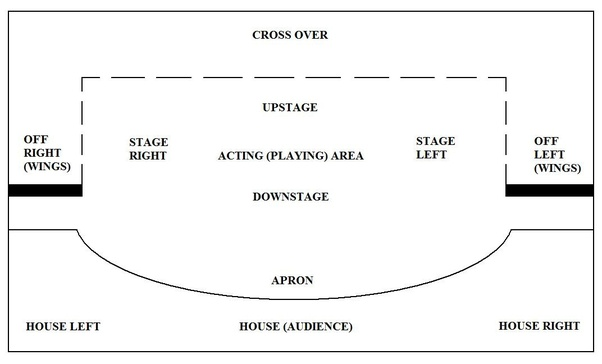 CROSS OVER
UPSTAGE
OFF
RIGHT
(WINGS)
STAGE
RIGHT
ACTING (PLAYING) AREA
STAGE
LEFT
OFF
LEFT
(WINGS)
DOWNSTAGE
APRON
HOUSE LEFT
HOUSE (AUDIENCE)
HOUSE RIGHT